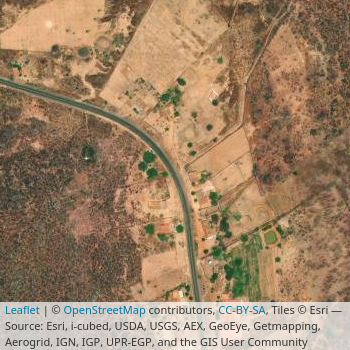 Leaflet | © OpenStreetMap contributors, CC-BY-SA, Tiles © Esri —
Source: Esri, i-cubed, USDA, USGS, AEX, GeoEye, Getmapping,
Aerogrid, IGN, IGP, UPR-EGP, and the GIS User Community